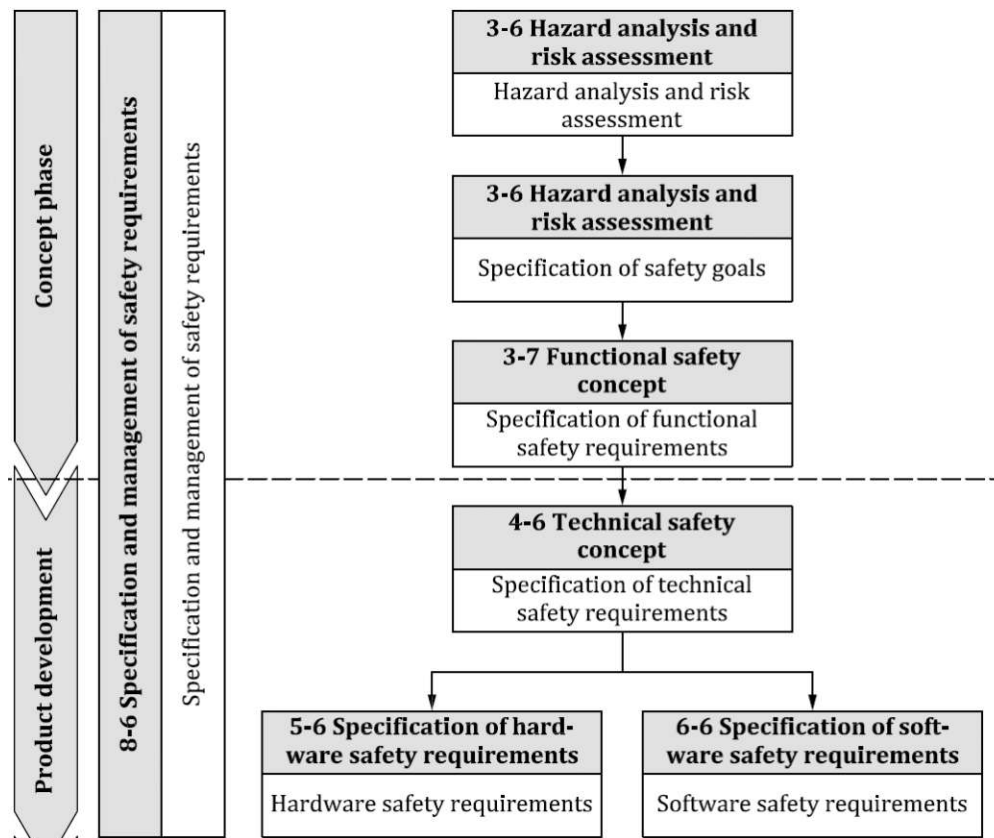 Concept phase
Product development
8-6 Specification and management of safety requirements
Specification and management of safety requirements
3-6 Hazard analysis and
risk assessment
Hazard analysis and risk
assessment
3-6 Hazard analysis and
risk assessment
Specification of safety goals
3-7 Functional safety
concept
Specification of functional
safety requirements
4-6 Technical safety
concept
Specification of technical
safety requirements
5-6 Specification of hard-
ware safety requirements
Hardware safety requirements
6-6 Specification of soft-
ware safety requirements
Software safety requirements